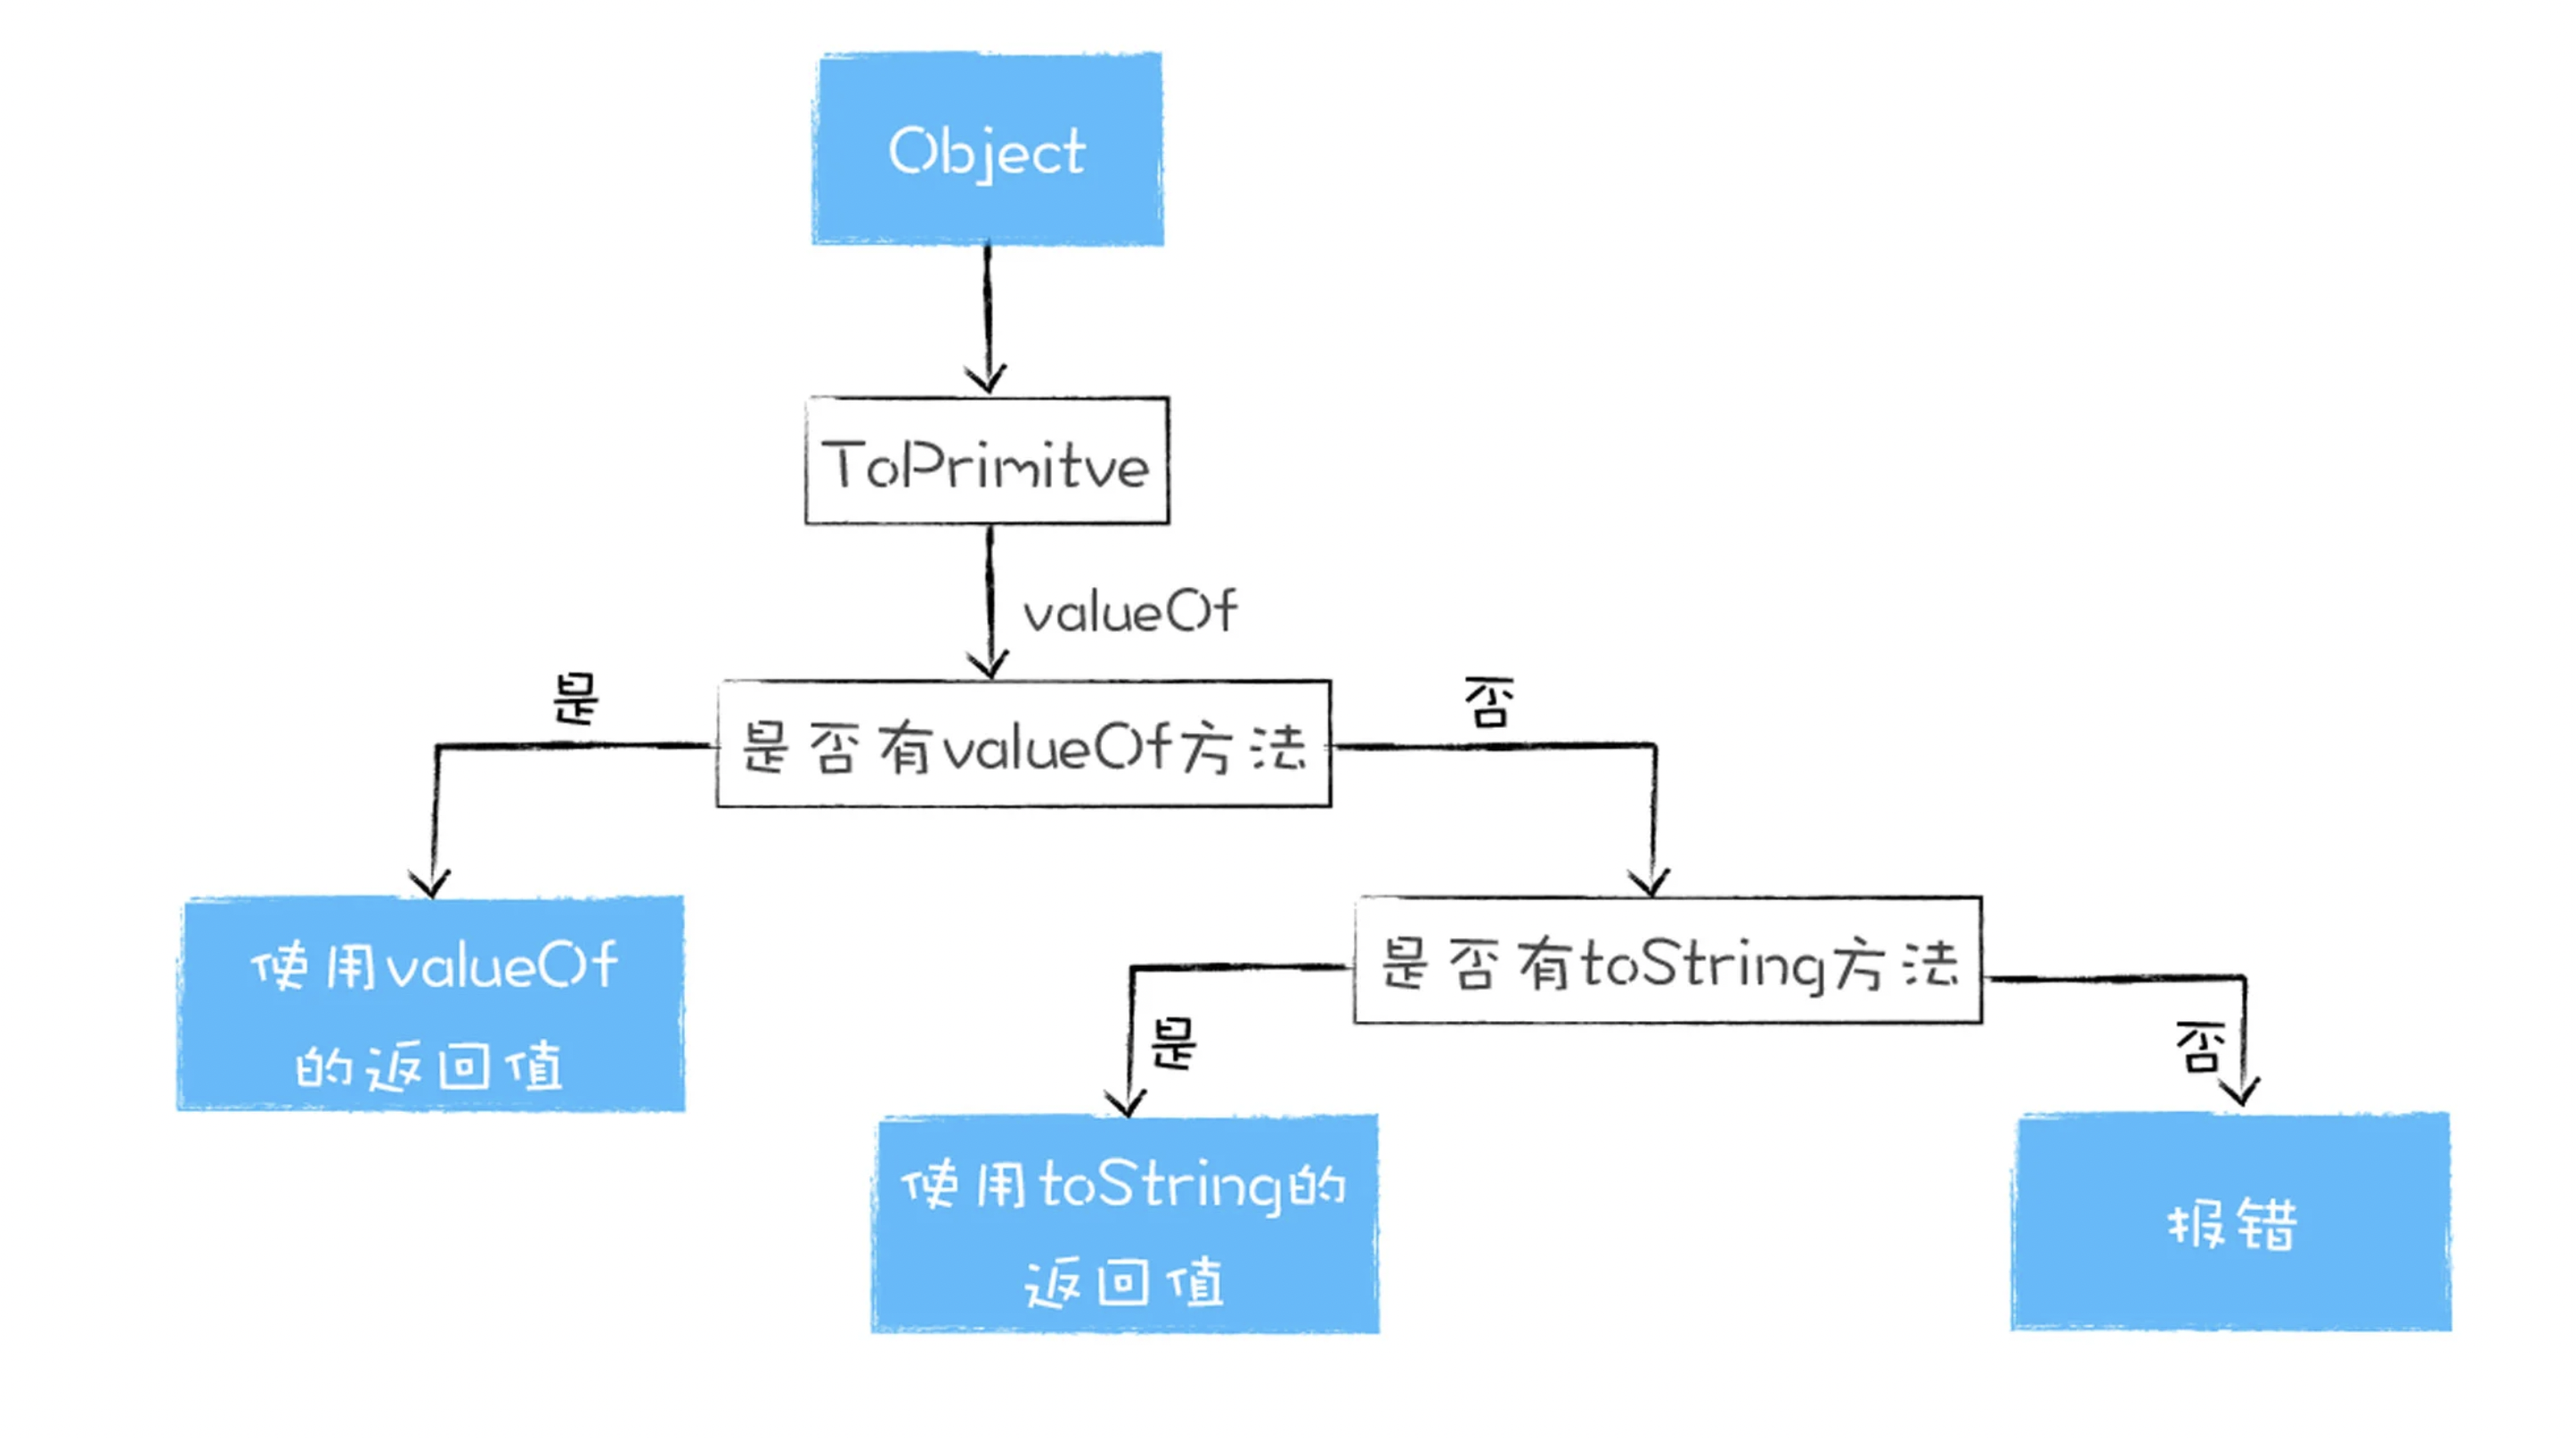 Object
ToPrimitve
valueOf
是
是否有valueOf方法
否
使用valueOf
的返回值
是否有toString方法
是
否
使用toString的
返回值
报错